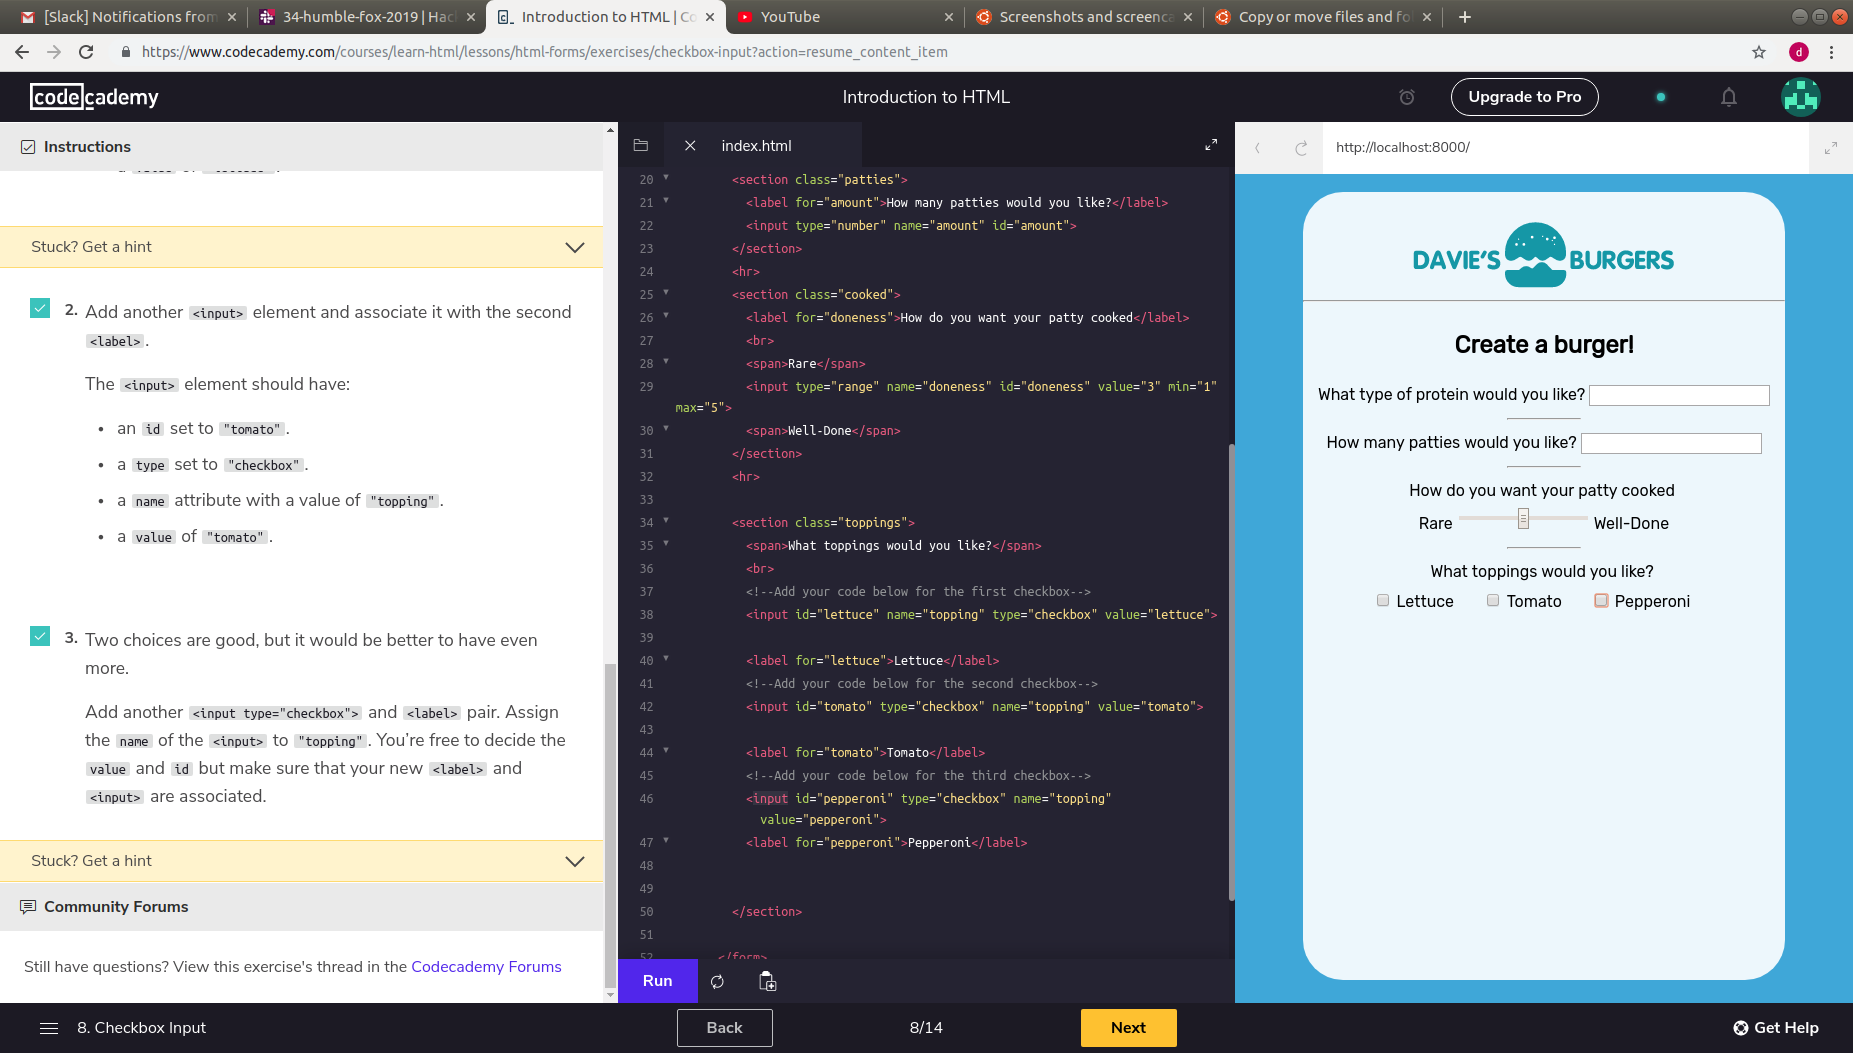 [Slack] Notifications from
34-humble-fox-2019 | Hac
Introduction to HTML | Co
YouTube
Screenshots and screenca
Copy or move files and fo
https://www.codecademy.com/courses/learn-html/lessons/html-forms/exercises/checkbox-input?action=resume_content_item
d
codecademy
Introduction to HTML
Upgrade to Pro
Instructions
Stuck? Get a hint
2. Add another <input> element and associate it with the second
<label>.
The <input> element should have:
• an id set to "tomato".
• a type set to "checkbox".
• a name attribute with a value of "topping".
• a value of "tomato".
3. Two choices are good, but it would be better to have even
more.
Add another <input type="checkbox"> and <label> pair. Assign
the name of the <input> to "topping". You're free to decide the
value and id but make sure that your new <label> and
<input> are associated.
Stuck? Get a hint
Community Forums
Still have questions? View this exercise's thread in the Codecademy Forums
index.html
20 <section class="patties">
21 <label for="amount">How many patties would you like?</label>
22 <input type="number" name="amount" id="amount">
23 </section>
24 <hr>
25 <section class="cooked">
26 <label for="doneness">How do you want your patty cooked</label>
27 <br>
28 <span>Rare</span>
29 <input type="range" name="doneness" id="doneness" value="3" min="1"
max="5">
30 <span>Well-Done</span>
31 </section>
32 <hr>
33
34 <section class="toppings">
35 <span>What toppings would you like?</span>
36 <br>
37 <!--Add your code below for the first checkbox-->
38 <input id="lettuce" name="topping" type="checkbox" value="lettuce">
39
40 <label for="lettuce">Lettuce</label>
41 <!--Add your code below for the second checkbox-->
42 <input id="tomato" type="checkbox" name="topping" value="tomato">
43
44 <label for="tomato">Tomato</label>
45 <!--Add your code below for the third checkbox-->
46 <input id="pepperoni" type="checkbox" name="topping"
value="pepperoni">
47 <label for="pepperoni">Pepperoni</label>
48
49
50 </section>
51
52 </form>
Run
http://localhost:8000/
DAVIE'S BURGERS
Create a burger!
What type of protein would you like?
How many patties would you like?
How do you want your patty cooked
Rare Well-Done
What toppings would you like?
Lettuce Tomato Pepperoni
8. Checkbox Input
Back
8/14
Next
Get Help